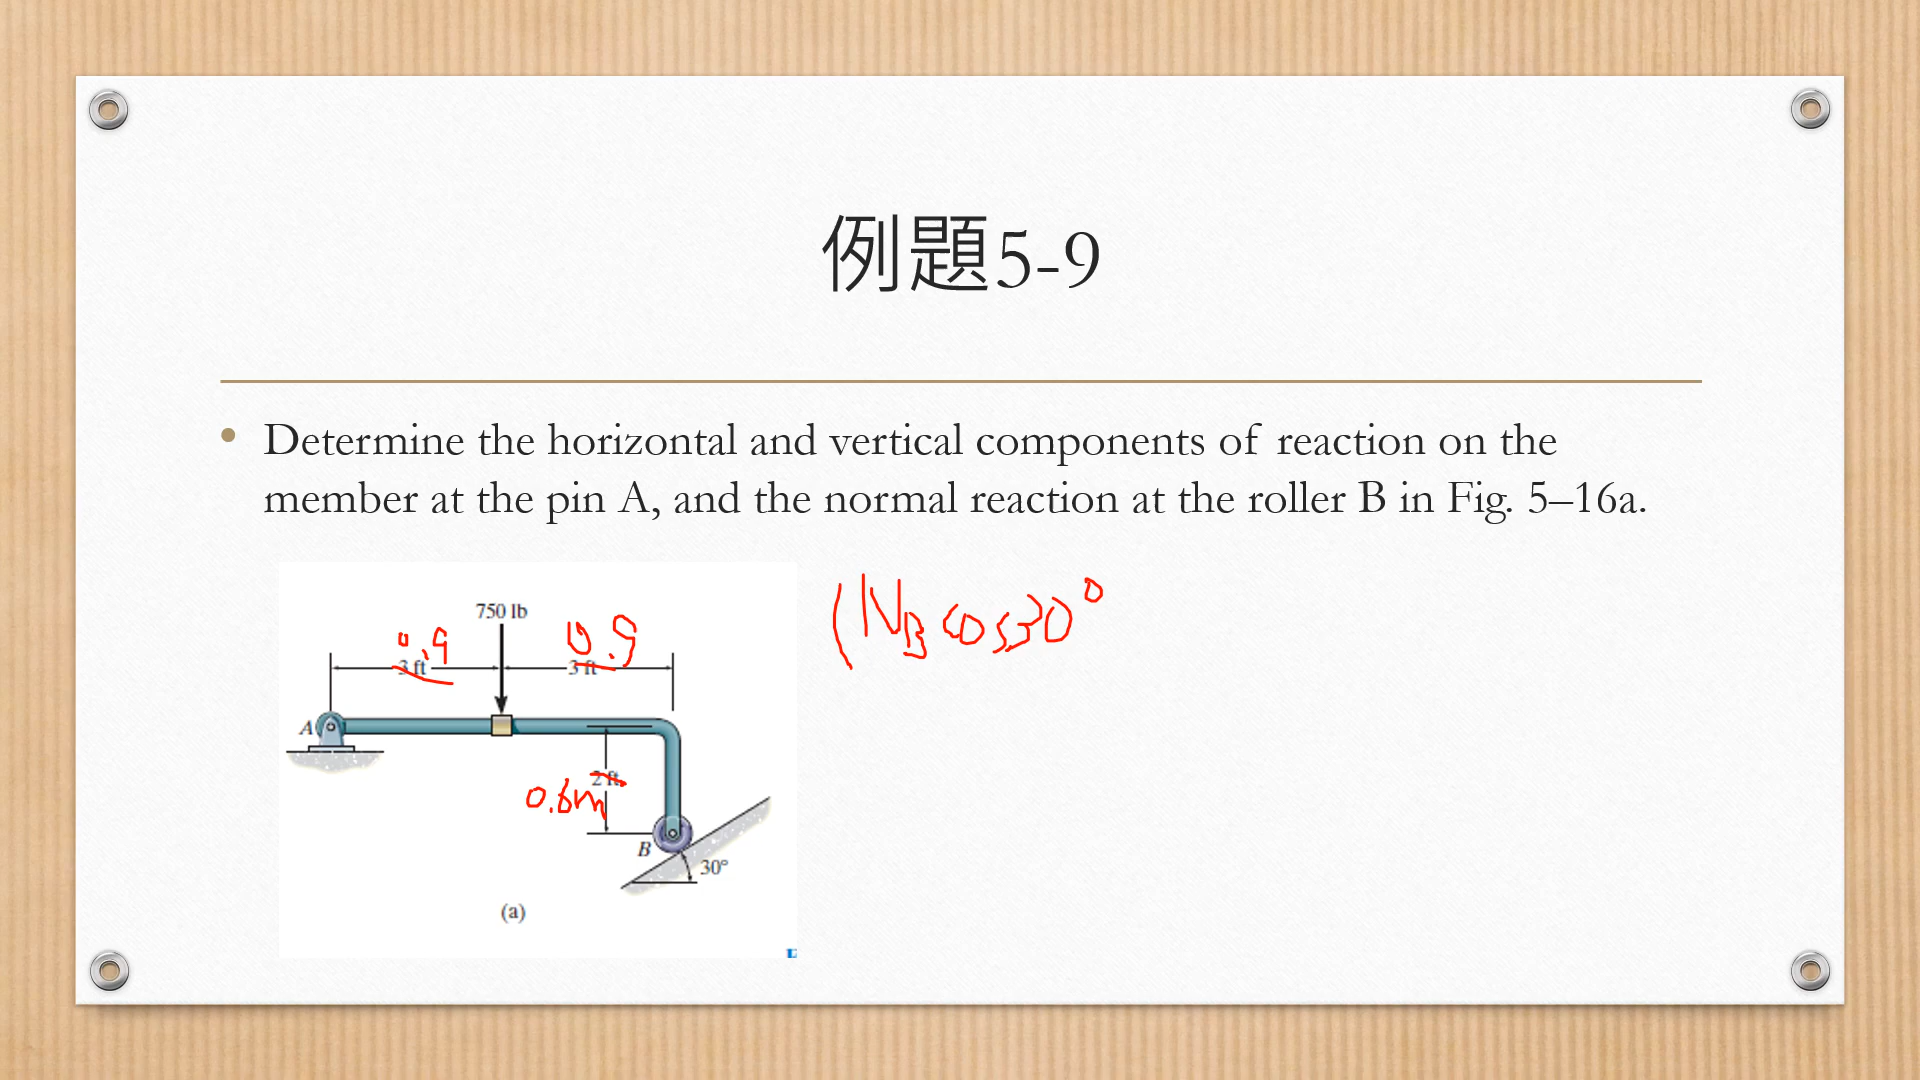 例題5-9
Determine the horizontal and vertical components of reaction on the
member at the pin A, and the normal reaction at the roller B in Fig. 5–16a.
750 lb
0.9
0.9
3 ft
3 ft
A
2 ft
0.6m
B
30°
(a)
(N_B cos30°